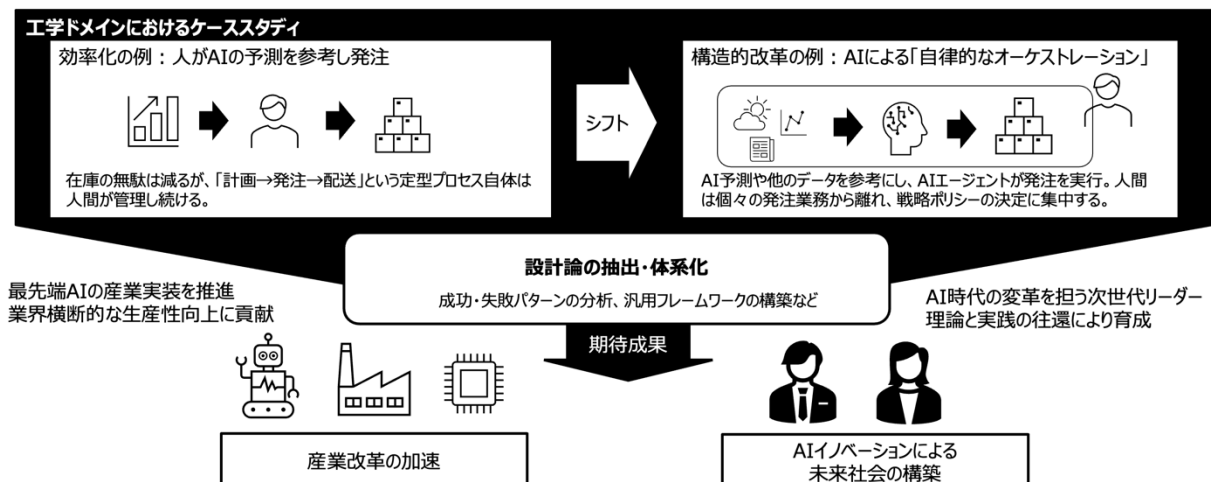 工学ドメインにおけるケーススタディ
効率化の例：人がAIの予測を参考し発注
在庫の無駄は減るが、「計画→発注→配送」という定型プロセス自体は
人間が管理し続ける。
シフト
構造的改革の例：AIによる「自律的なオーケストレーション」
AI予測や他のデータを参考にし、AIエージェントが発注を実行。人間
は個々の発注業務から離れ、戦略ポリシーの決定に集中する。
設計論の抽出・体系化
成功・失敗パターンの分析、汎用フレームワークの構築など
最先端AIの産業実装を推進
業界横断的な生産性向上に貢献
AI時代の変革を担う次世代リーダー
理論と実践の往還により育成
期待成果
産業改革の加速
AIイノベーションによる
未来社会の構築